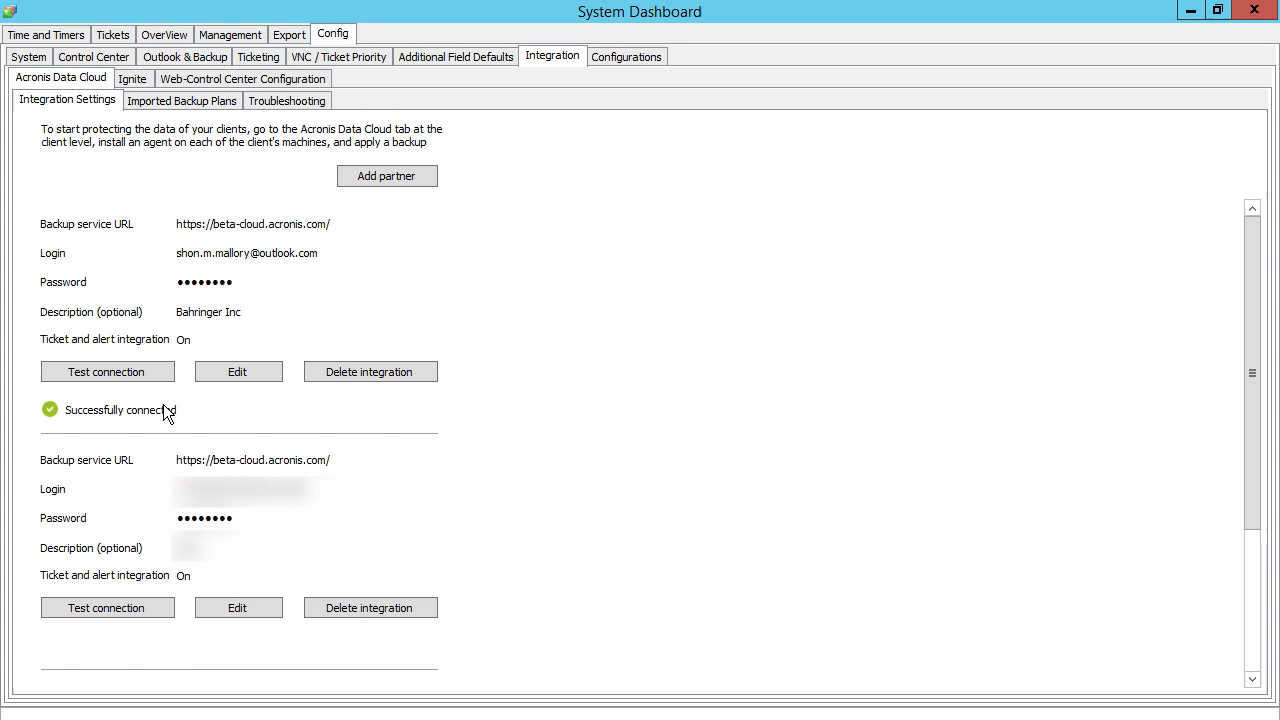 System Dashboard
Time and Timers Tickets OverView Management Export Config
System Control Center Outlook & Backup Ticketing VNC / Ticket Priority Additional Field Defaults Integration Configurations
Acronis Data Cloud Ignite Web-Control Center Configuration
Integration Settings Imported Backup Plans Troubleshooting
To start protecting the data of your clients, go to the Acronis Data Cloud tab at the
client level, install an agent on each of the client's machines, and apply a backup
Add partner
Backup service URL https://beta-cloud.acronis.com/
Login shon.m.mallory@outlook.com
Password ●●●●●●●●
Description (optional) Bahringer Inc
Ticket and alert integration On
Test connection Edit Delete integration
Successfully connected
Backup service URL https://beta-cloud.acronis.com/
Login
Password ●●●●●●●●
Description (optional)
Ticket and alert integration On
Test connection Edit Delete integration